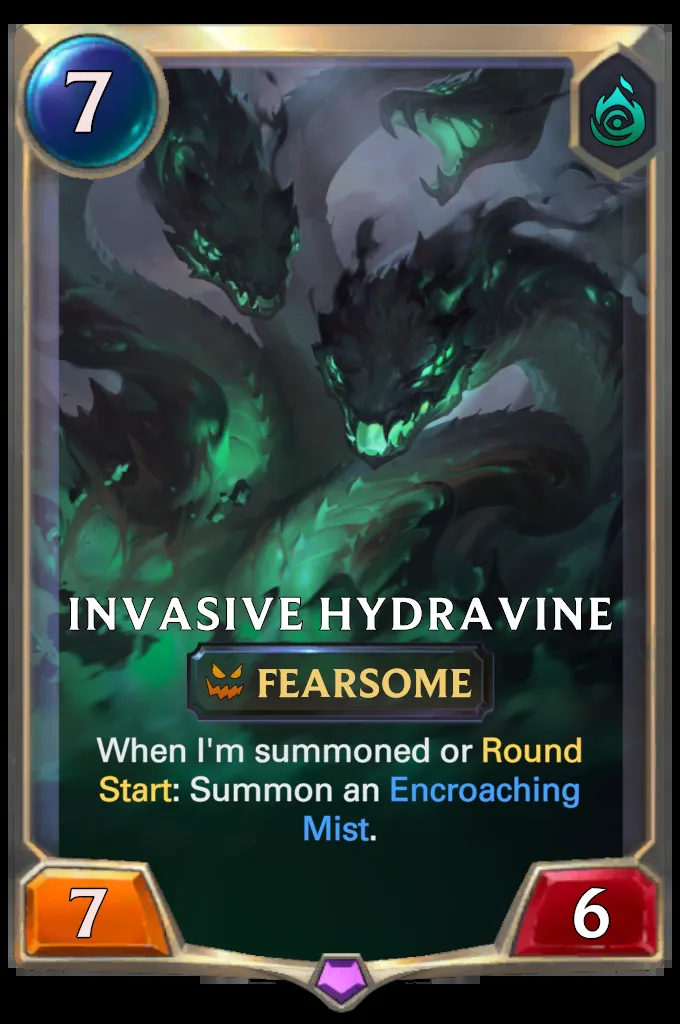 7
INVASIVE HYDRAVINE
FEARSOME
When I'm summoned or Round
Start: Summon an Encroaching
Mist.
7
6